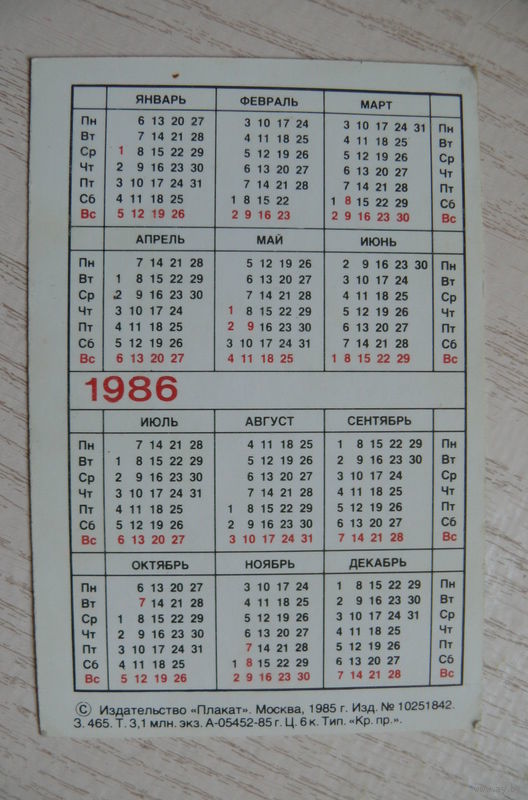 ЯНВАРЬ ФЕВРАЛЬ МАРТ
Пн 6 13 20 27 3 10 17 24 3 10 17 24 31 Пн
Вт 7 14 21 28 4 11 18 25 4 11 18 25 Вт
Ср 1 8 15 22 29 5 12 19 26 5 12 19 26 Ср
Чт 2 9 16 23 30 6 13 20 27 6 13 20 27 Чт
Пт 3 10 17 24 31 7 14 21 28 7 14 21 28 Пт
Сб 4 11 18 25 1 8 15 22 1 8 15 22 29 Сб
Вс 5 12 19 26 2 9 16 23 2 9 16 23 30 Вс
АПРЕЛЬ МАЙ ИЮНЬ
Пн 7 14 21 28 5 12 19 26 2 9 16 23 30 Пн
Вт 1 8 15 22 29 6 13 20 27 3 10 17 24 Вт
Ср 2 9 16 23 30 7 14 21 28 4 11 18 25 Ср
Чт 3 10 17 24 1 8 15 22 29 5 12 19 26 Чт
Пт 4 11 18 25 2 9 16 23 30 6 13 20 27 Пт
Сб 5 12 19 26 3 10 17 24 31 7 14 21 28 Сб
Вс 6 13 20 27 4 11 18 25 1 8 15 22 29 Вс
1986
ИЮЛЬ АВГУСТ СЕНТЯБРЬ
Пн 7 14 21 28 4 11 18 25 1 8 15 22 29 Пн
Вт 1 8 15 22 29 5 12 19 26 2 9 16 23 30 Вт
Ср 2 9 16 23 30 6 13 20 27 3 10 17 24 Ср
Чт 3 10 17 24 31 7 14 21 28 4 11 18 25 Чт
Пт 4 11 18 25 1 8 15 22 29 5 12 19 26 Пт
Сб 5 12 19 26 2 9 16 23 30 6 13 20 27 Сб
Вс 6 13 20 27 3 10 17 24 31 7 14 21 28 Вс
ОКТЯБРЬ НОЯБРЬ ДЕКАБРЬ
Пн 6 13 20 27 3 10 17 24 1 8 15 22 29 Пн
Вт 7 14 21 28 4 11 18 25 2 9 16 23 30 Вт
Ср 1 8 15 22 29 5 12 19 26 3 10 17 24 31 Ср
Чт 2 9 16 23 30 6 13 20 27 4 11 18 25 Чт
Пт 3 10 17 24 31 7 14 21 28 5 12 19 26 Пт
Сб 4 11 18 25 1 8 15 22 29 6 13 20 27 Сб
Вс 5 12 19 26 2 9 16 23 30 7 14 21 28 Вс
© Издательство «Плакат». Москва, 1985 г. Изд. № 10251842.
З. 465. Т. 3,1 млн. экз. А-05452-85 г. Ц. 6 к. Тип. «Кр. пр.».